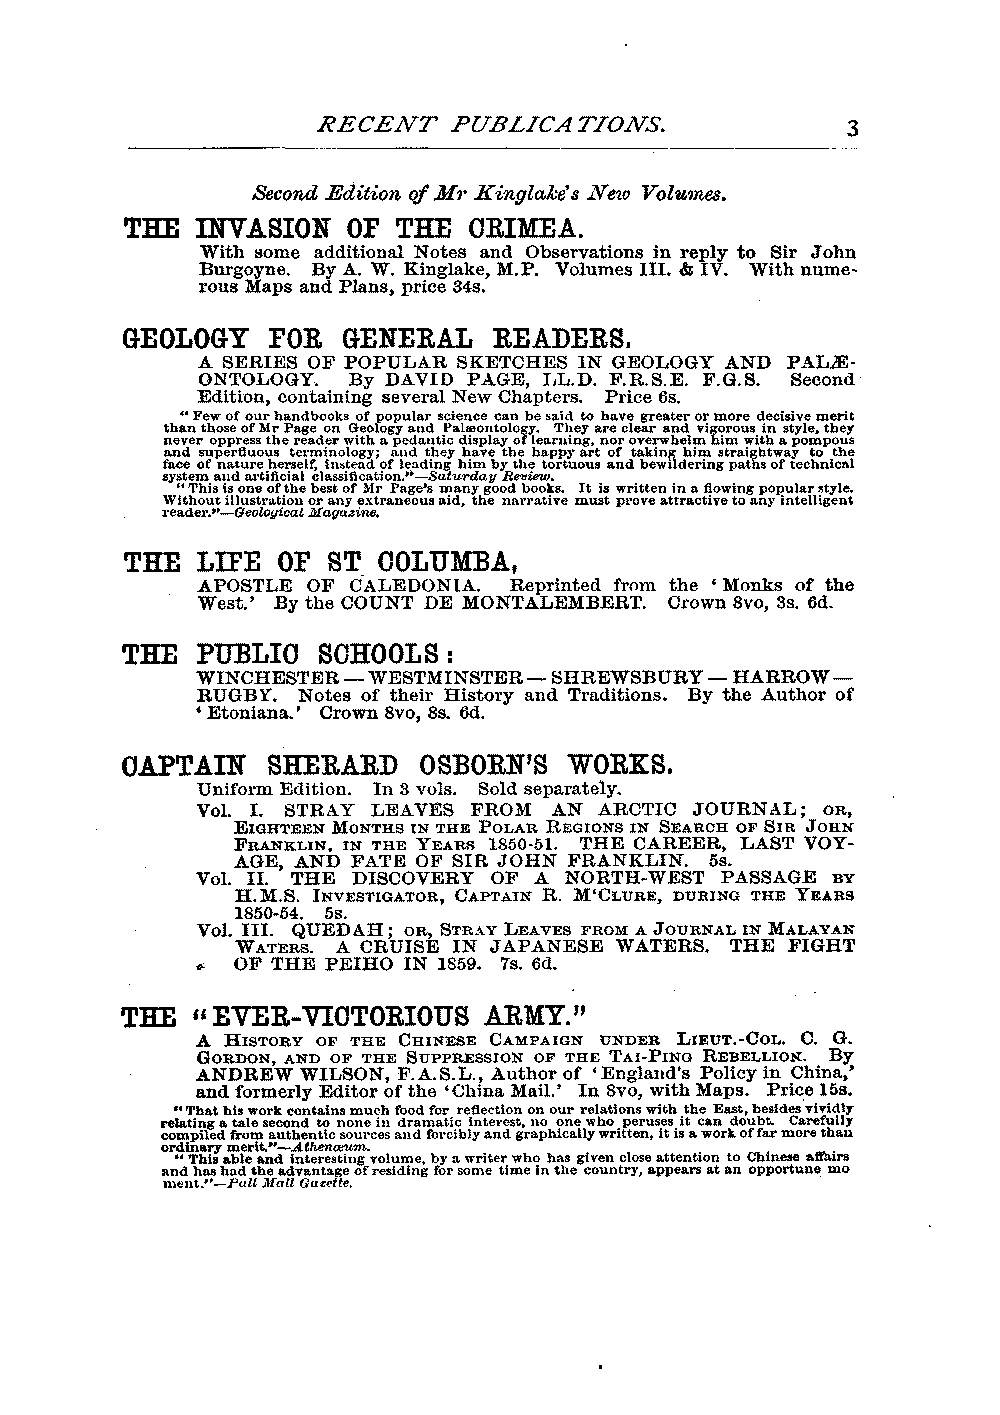 RECENT PUBLICATIONS. 3
Second Edition of Mr Kinglake's New Volumes.
THE INVASION OF THE CRIMEA.
With some additional Notes and Observations in reply to Sir John
Burgoyne. By A. W. Kinglake, M.P. Volumes III. & IV. With nume-
rous Maps and Plans, price 34s.
GEOLOGY FOR GENERAL READERS.
A SERIES OF POPULAR SKETCHES IN GEOLOGY AND PALÆ-
ONTOLOGY. By DAVID PAGE, LL.D. F.R.S.E. F.G.S. Second
Edition, containing several New Chapters. Price 6s.
"Few of our handbooks of popular science can be said to have greater or more decisive merit
than those of Mr Page on Geology and Palæontology. They are clear and vigorous in style, they
never oppress the reader with a pedantic display of learning, nor overwhelm him with a pompous
and superfluous terminology; and they have the happy art of taking him straightway to the
face of nature herself, instead of leading him by the tortuous and bewildering paths of technical
system and artificial classification."—Saturday Review.
"This is one of the best of Mr Page's many good books. It is written in a flowing popular style.
Without illustration or any extraneous aid, the narrative must prove attractive to any intelligent
reader."—Geological Magazine.
THE LIFE OF ST COLUMBA,
APOSTLE OF CALEDONIA. Reprinted from the 'Monks of the
West.' By the COUNT DE MONTALEMBERT. Crown 8vo, 3s. 6d.
THE PUBLIC SCHOOLS:
WINCHESTER—WESTMINSTER—SHREWSBURY—HARROW—
RUGBY. Notes of their History and Traditions. By the Author of
'Etoniana.' Crown 8vo, 8s. 6d.
CAPTAIN SHERARD OSBORN'S WORKS.
Uniform Edition. In 3 vols. Sold separately.
Vol. I. STRAY LEAVES FROM AN ARCTIC JOURNAL; OR,
EIGHTEEN MONTHS IN THE POLAR REGIONS IN SEARCH OF SIR JOHN
FRANKLIN, IN THE YEARS 1850-51. THE CAREER, LAST VOY-
AGE, AND FATE OF SIR JOHN FRANKLIN. 5s.
Vol. II. THE DISCOVERY OF A NORTH-WEST PASSAGE BY
H.M.S. INVESTIGATOR, CAPTAIN R. M'CLURE, DURING THE YEARS
1850-54. 5s.
Vol. III. QUEDAH; OR, STRAY LEAVES FROM A JOURNAL IN MALAYAN
WATERS. A CRUISE IN JAPANESE WATERS. THE FIGHT
OF THE PEIHO IN 1859. 7s. 6d.
THE "EVER-VICTORIOUS ARMY."
A HISTORY OF THE CHINESE CAMPAIGN UNDER LIEUT.-COL. C. G.
GORDON, AND OF THE SUPPRESSION OF THE TAI-PING REBELLION. By
ANDREW WILSON, F.A.S.L., Author of 'England's Policy in China,'
and formerly Editor of the 'China Mail.' In 8vo, with Maps. Price 15s.
"That his work contains much food for reflection on our relations with the East, besides vividly
relating a tale second to none in dramatic interest, no one who peruses it can doubt. Carefully
compiled from authentic sources and forcibly and graphically written, it is a work of far more than
ordinary merit."—Athenæum.
"This able and interesting volume, by a writer who has given close attention to Chinese affairs
and has had the advantage of residing for some time in the country, appears at an opportune mo
ment."—Pall Mall Gazette.